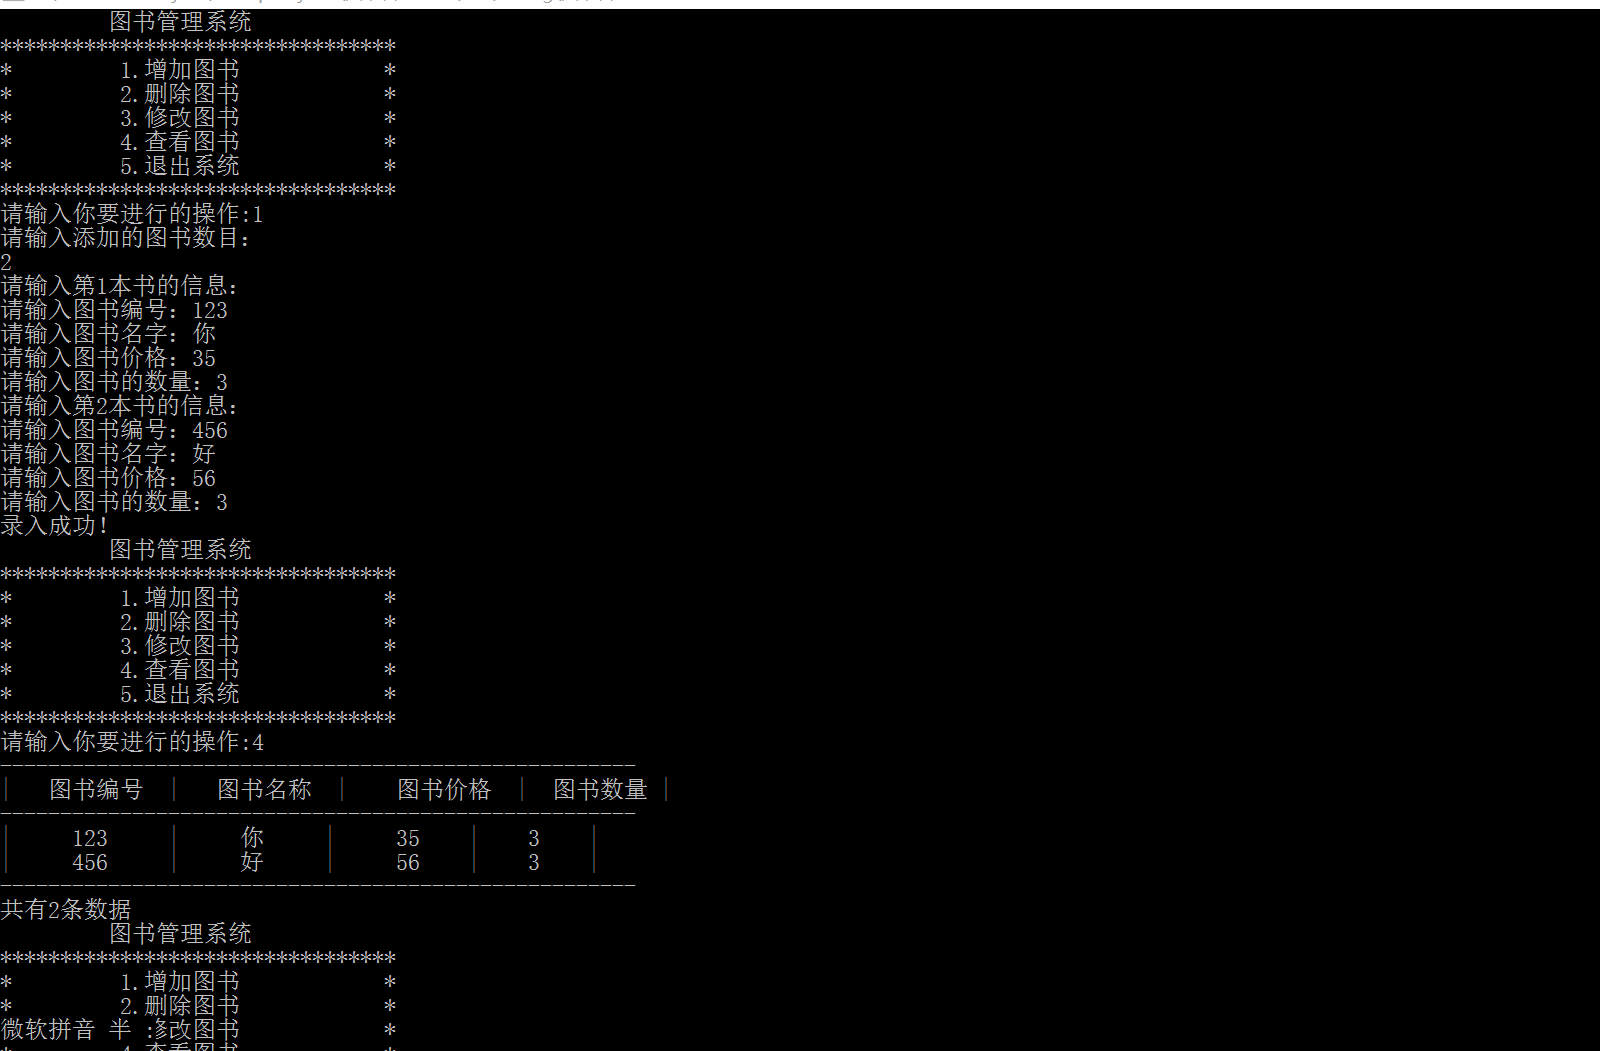 图书管理系统
*********************************
* 1.增加图书 *
* 2.删除图书 *
* 3.修改图书 *
* 4.查看图书 *
* 5.退出系统 *
*********************************
请输入你要进行的操作:1
请输入添加的图书数目：
2
请输入第1本书的信息：
请输入图书编号：123
请输入图书名字：你
请输入图书价格：35
请输入图书的数量：3
请输入第2本书的信息：
请输入图书编号：456
请输入图书名字：好
请输入图书价格：56
请输入图书的数量：3
录入成功！
图书管理系统
*********************************
* 1.增加图书 *
* 2.删除图书 *
* 3.修改图书 *
* 4.查看图书 *
* 5.退出系统 *
*********************************
请输入你要进行的操作:4
-----------------------------------------------------
| 图书编号 | 图书名称 | 图书价格 | 图书数量 |
-----------------------------------------------------
| 123 | 你 | 35 | 3 |
| 456 | 好 | 56 | 3 |
-----------------------------------------------------
共有2条数据
图书管理系统
*********************************
* 1.增加图书 *
* 2.删除图书 *
微软拼音 半 :修改图书 *
* 4.查看图书 *